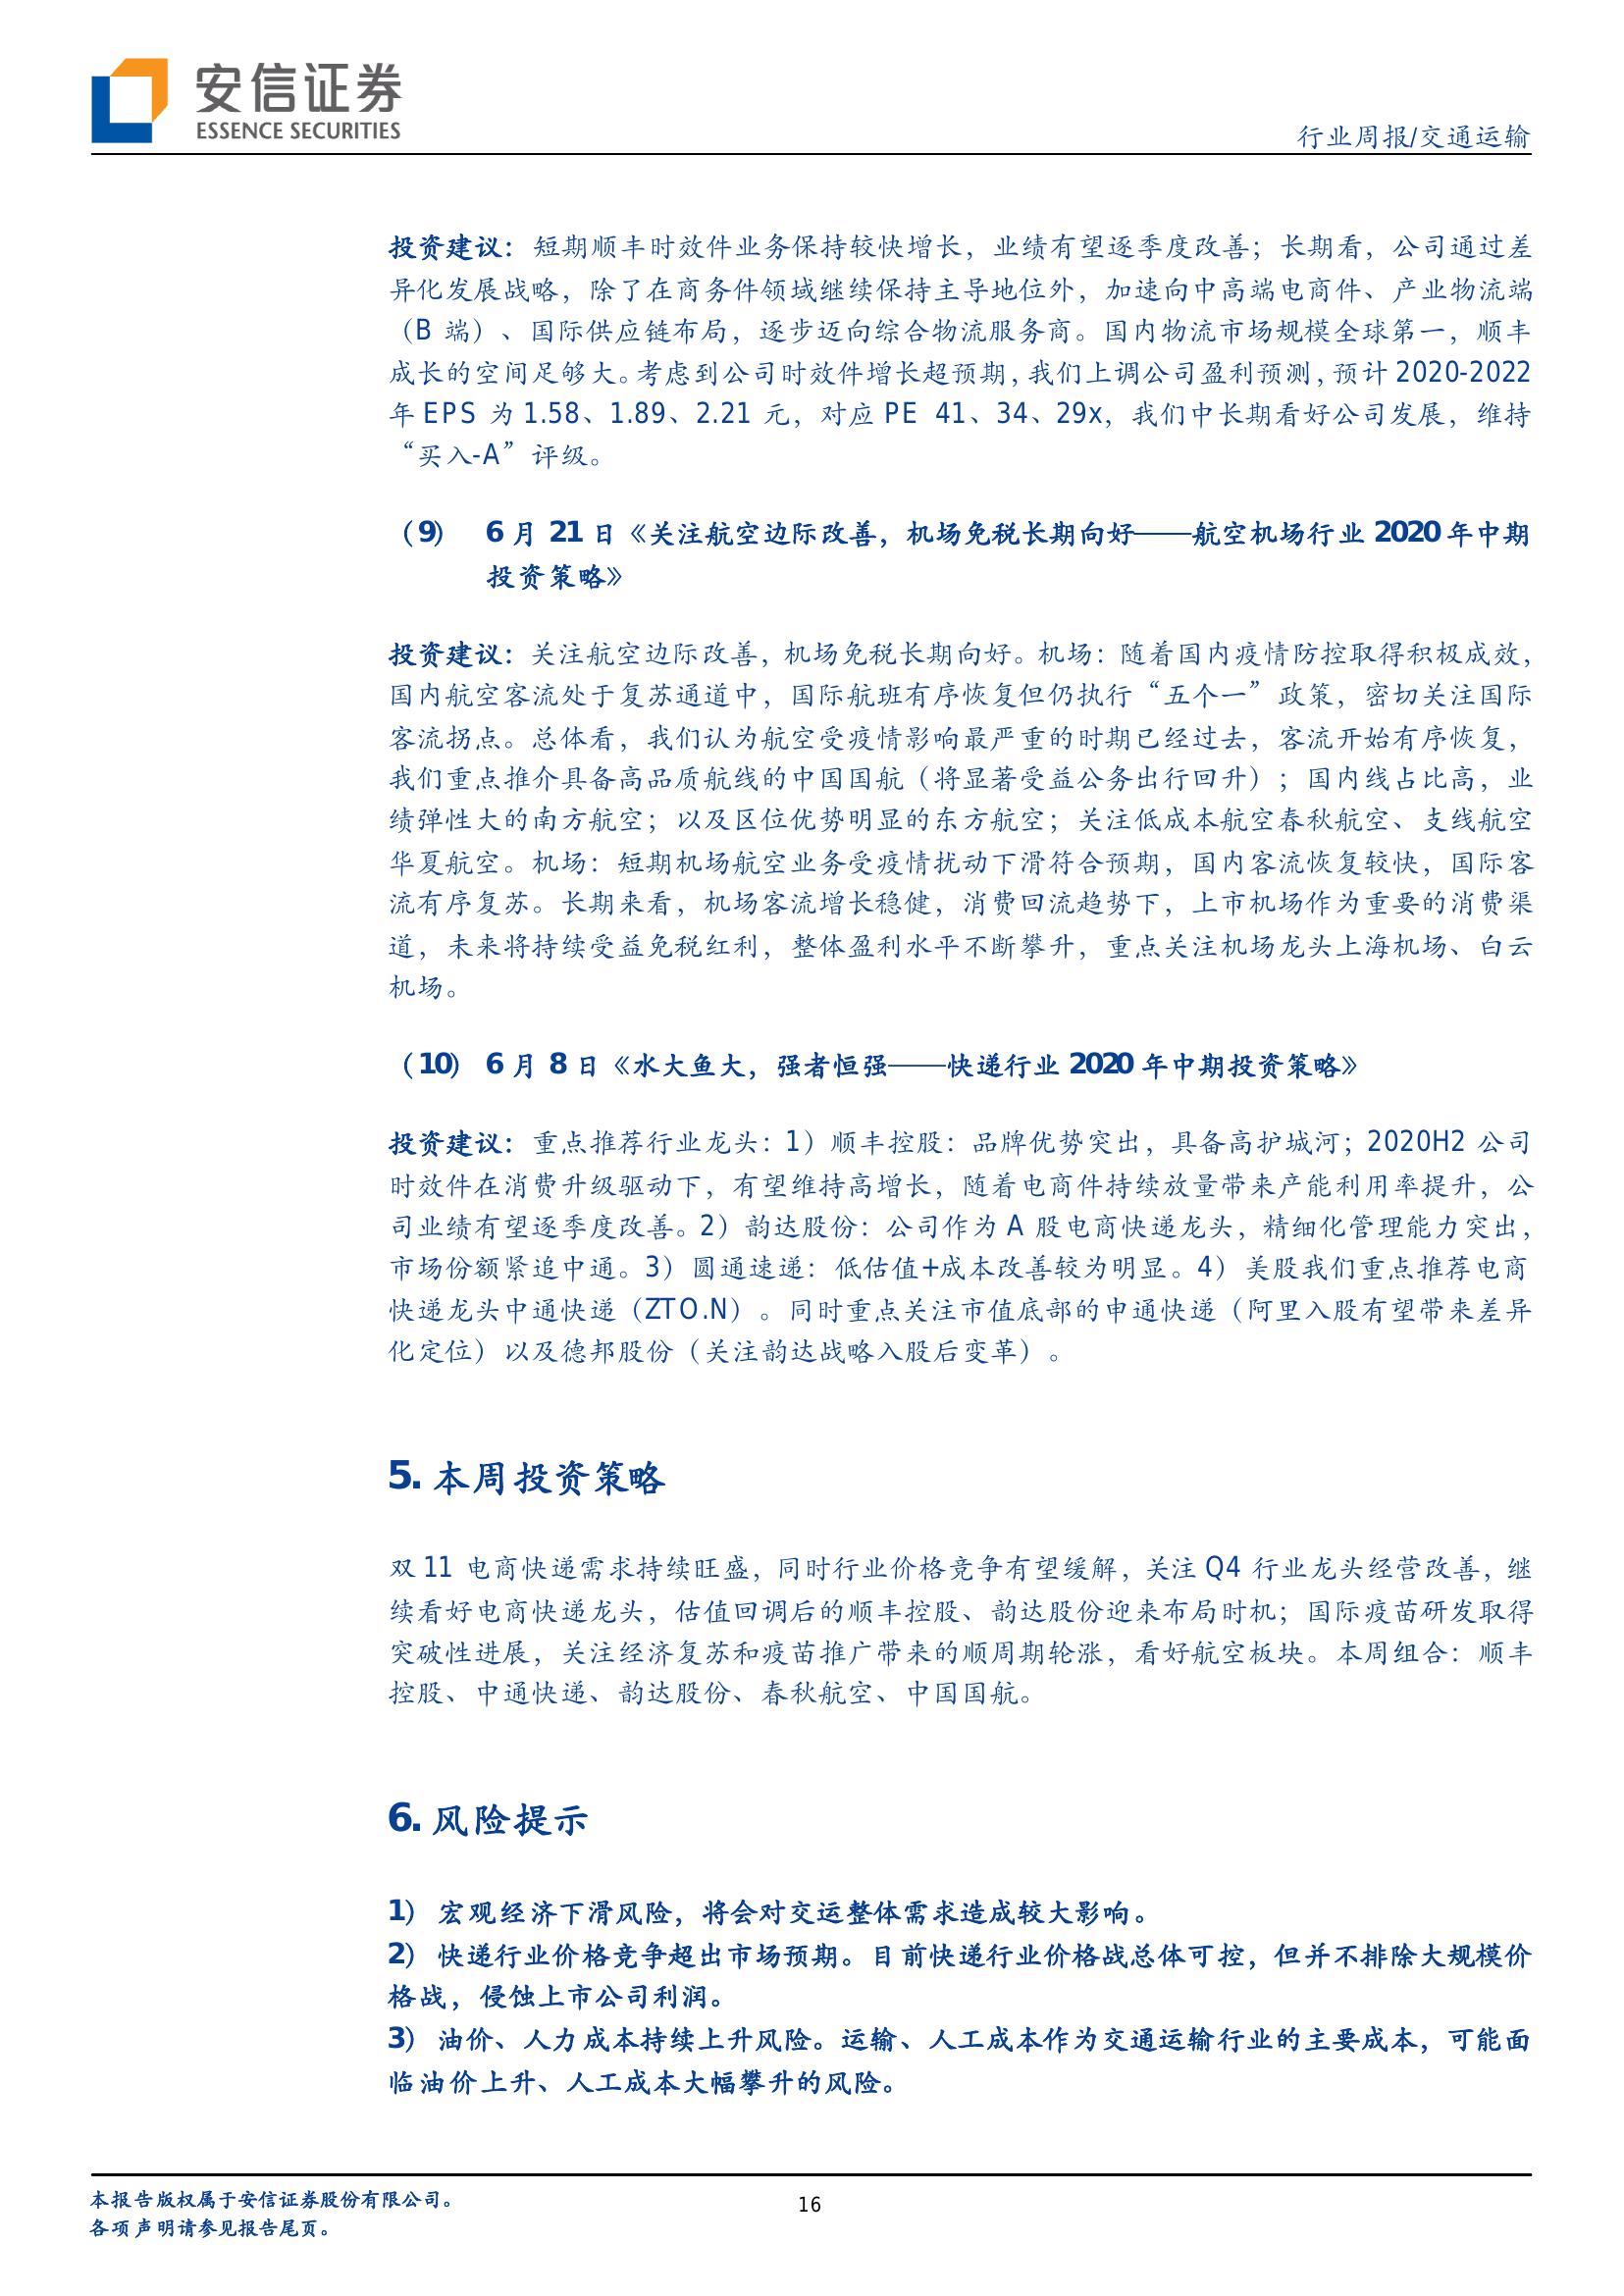 安信证券
ESSENCE SECURITIES
行业周报/交通运输
投资建议：短期顺丰时效件业务保持较快增长，业绩有望逐季度改善；长期看，公司通过差
异化发展战略，除了在商务件领域继续保持主导地位外，加速向中高端电商件、产业物流端
（B 端）、国际供应链布局，逐步迈向综合物流服务商。国内物流市场规模全球第一，顺丰
成长的空间足够大。考虑到公司时效件增长超预期，我们上调公司盈利预测，预计 2020-2022
年 EPS 为 1.58、1.89、2.21 元，对应 PE 41、34、29x，我们中长期看好公司发展，维持
“买入-A”评级。
（9） 6 月 21 日《关注航空边际改善，机场免税长期向好——航空机场行业 2020 年中期
投资策略》
投资建议：关注航空边际改善，机场免税长期向好。机场：随着国内疫情防控取得积极成效，
国内航空客流处于复苏通道中，国际航班有序恢复但仍执行“五个一”政策，密切关注国际
客流拐点。总体看，我们认为航空受疫情影响最严重的时期已经过去，客流开始有序恢复，
我们重点推介具备高品质航线的中国国航（将显著受益公务出行回升）；国内线占比高，业
绩弹性大的南方航空；以及区位优势明显的东方航空；关注低成本航空春秋航空、支线航空
华夏航空。机场：短期机场航空业务受疫情扰动下滑符合预期，国内客流恢复较快，国际客
流有序复苏。长期来看，机场客流增长稳健，消费回流趋势下，上市机场作为重要的消费渠
道，未来将持续受益免税红利，整体盈利水平不断攀升，重点关注机场龙头上海机场、白云
机场。
（10） 6 月 8 日《水大鱼大，强者恒强——快递行业 2020 年中期投资策略》
投资建议：重点推荐行业龙头：1）顺丰控股：品牌优势突出，具备高护城河；2020H2 公司
时效件在消费升级驱动下，有望维持高增长，随着电商件持续放量带来产能利用率提升，公
司业绩有望逐季度改善。2）韵达股份：公司作为 A 股电商快递龙头，精细化管理能力突出，
市场份额紧追中通。3）圆通速递：低估值+成本改善较为明显。4）美股我们重点推荐电商
快递龙头中通快递（ZTO.N）。同时重点关注市值底部的申通快递（阿里入股有望带来差异
化定位）以及德邦股份（关注韵达战略入股后变革）。
5. 本周投资策略
双 11 电商快递需求持续旺盛，同时行业价格竞争有望缓解，关注 Q4 行业龙头经营改善，继
续看好电商快递龙头，估值回调后的顺丰控股、韵达股份迎来布局时机；国际疫苗研发取得
突破性进展，关注经济复苏和疫苗推广带来的顺周期轮涨，看好航空板块。本周组合：顺丰
控股、中通快递、韵达股份、春秋航空、中国国航。
6. 风险提示
1） 宏观经济下滑风险，将会对交运整体需求造成较大影响。
2） 快递行业价格竞争超出市场预期。目前快递行业价格战总体可控，但并不排除大规模价
格战，侵蚀上市公司利润。
3） 油价、人力成本持续上升风险。运输、人工成本作为交通运输行业的主要成本，可能面
临油价上升、人工成本大幅攀升的风险。
本报告版权属于安信证券股份有限公司。
各项声明请参见报告尾页。
16